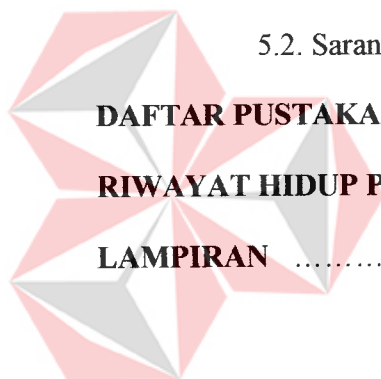 5.2. Saran
DAFTAR PUSTAKA
RIWAYAT HIDUP P
LAMPIRAN .........